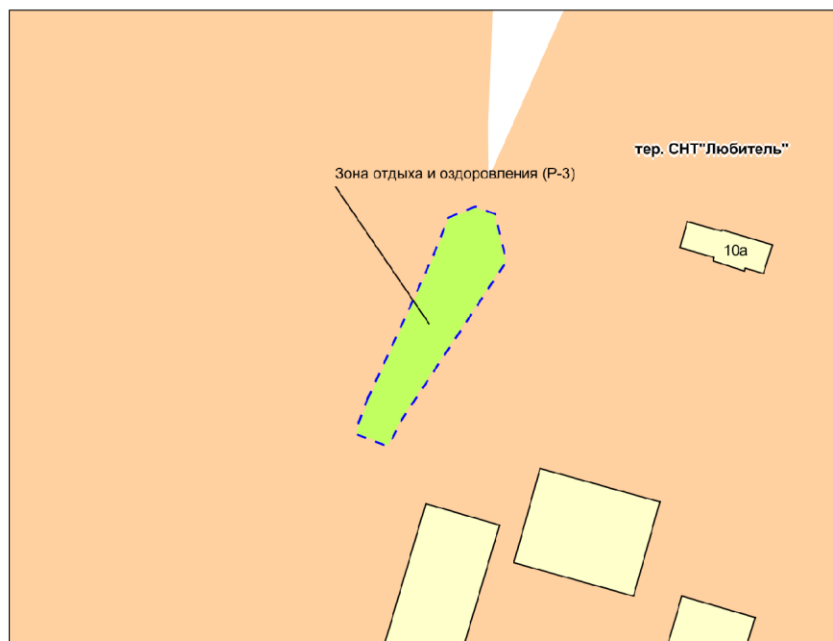 тер. СНТ"Любитель"
Зона отдыха и оздоровления (Р-3)
10а